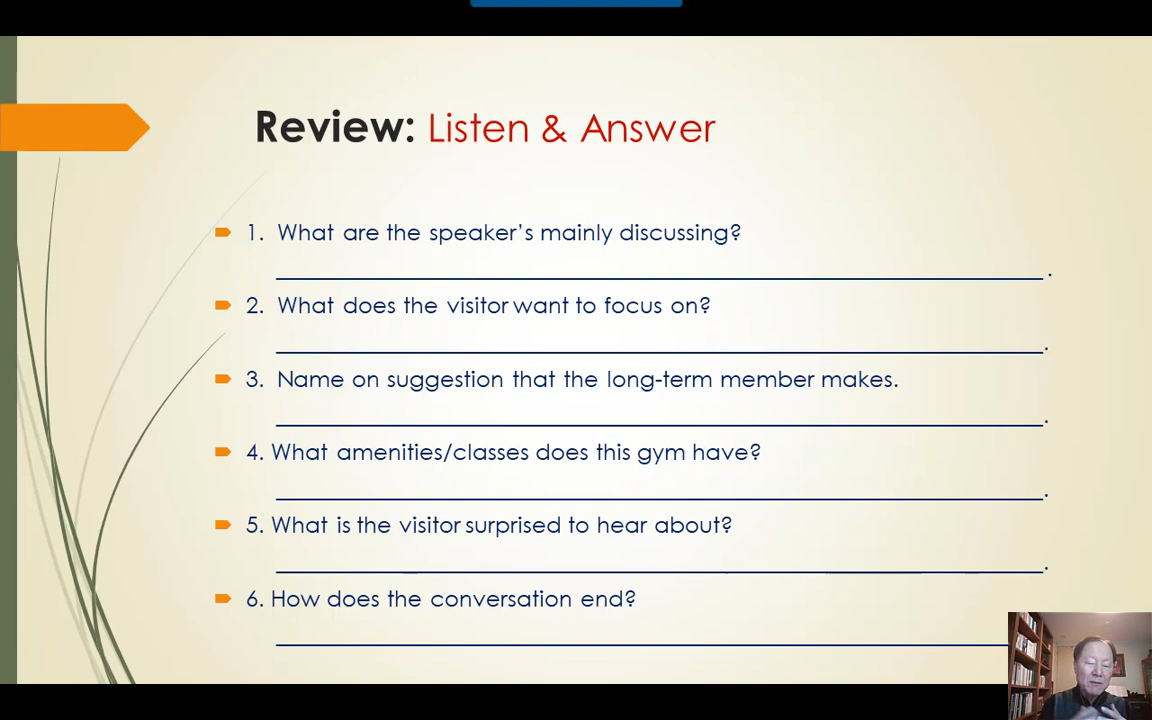 Review: Listen & Answer
1. What are the speaker's mainly discussing?
.
2. What does the visitor want to focus on?
.
3. Name on suggestion that the long-term member makes.
.
4. What amenities/classes does this gym have?
.
5. What is the visitor surprised to hear about?
.
6. How does the conversation end?